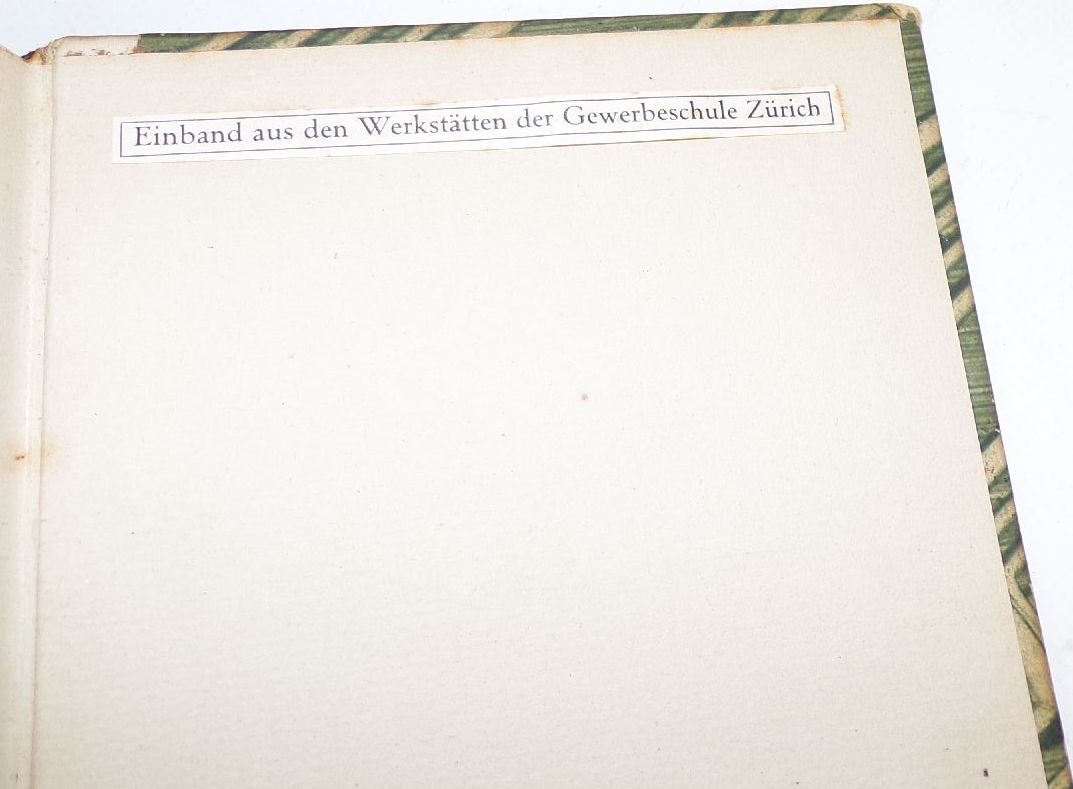 Einband aus den Werkstätten der Gewerbeschule Zürich